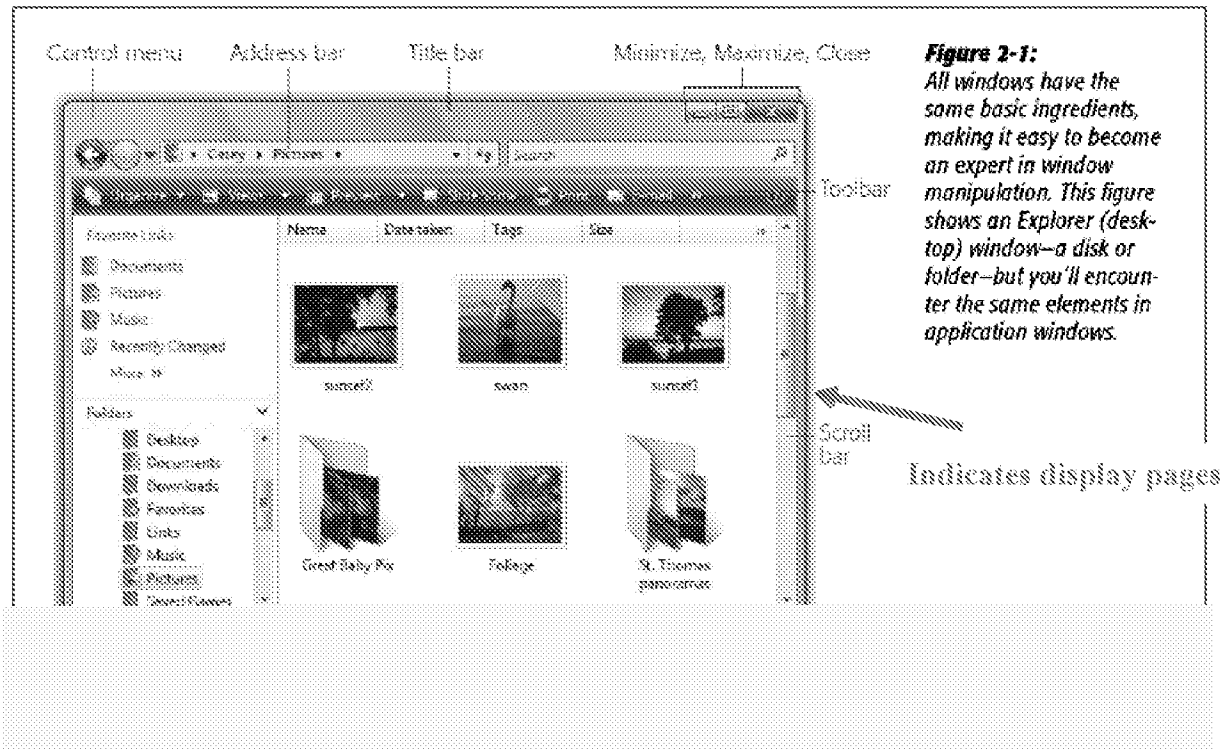 Control menu
Address bar
Title bar
Minimize, Maximize, Close
Figure 2-1:
All windows have the
same basic ingredients,
making it easy to become
an expert in window
manipulation. This figure
shows an Explorer (desk-
top) window—a disk or
folder—but you'll encoun-
ter the same elements in
application windows.
Casey Pictures
Search
Toolbar
Favorite Links
Documents
Pictures
Music
Recently Changed
More »
Folders
Desktop
Documents
Downloads
Favorites
Links
Music
Pictures
Saved Games
Name Date taken Tags Size »
sunset2 swan
Great Baby Pix Foliage St. Thomas
panoramas
Scroll
bar
Indicates display pages